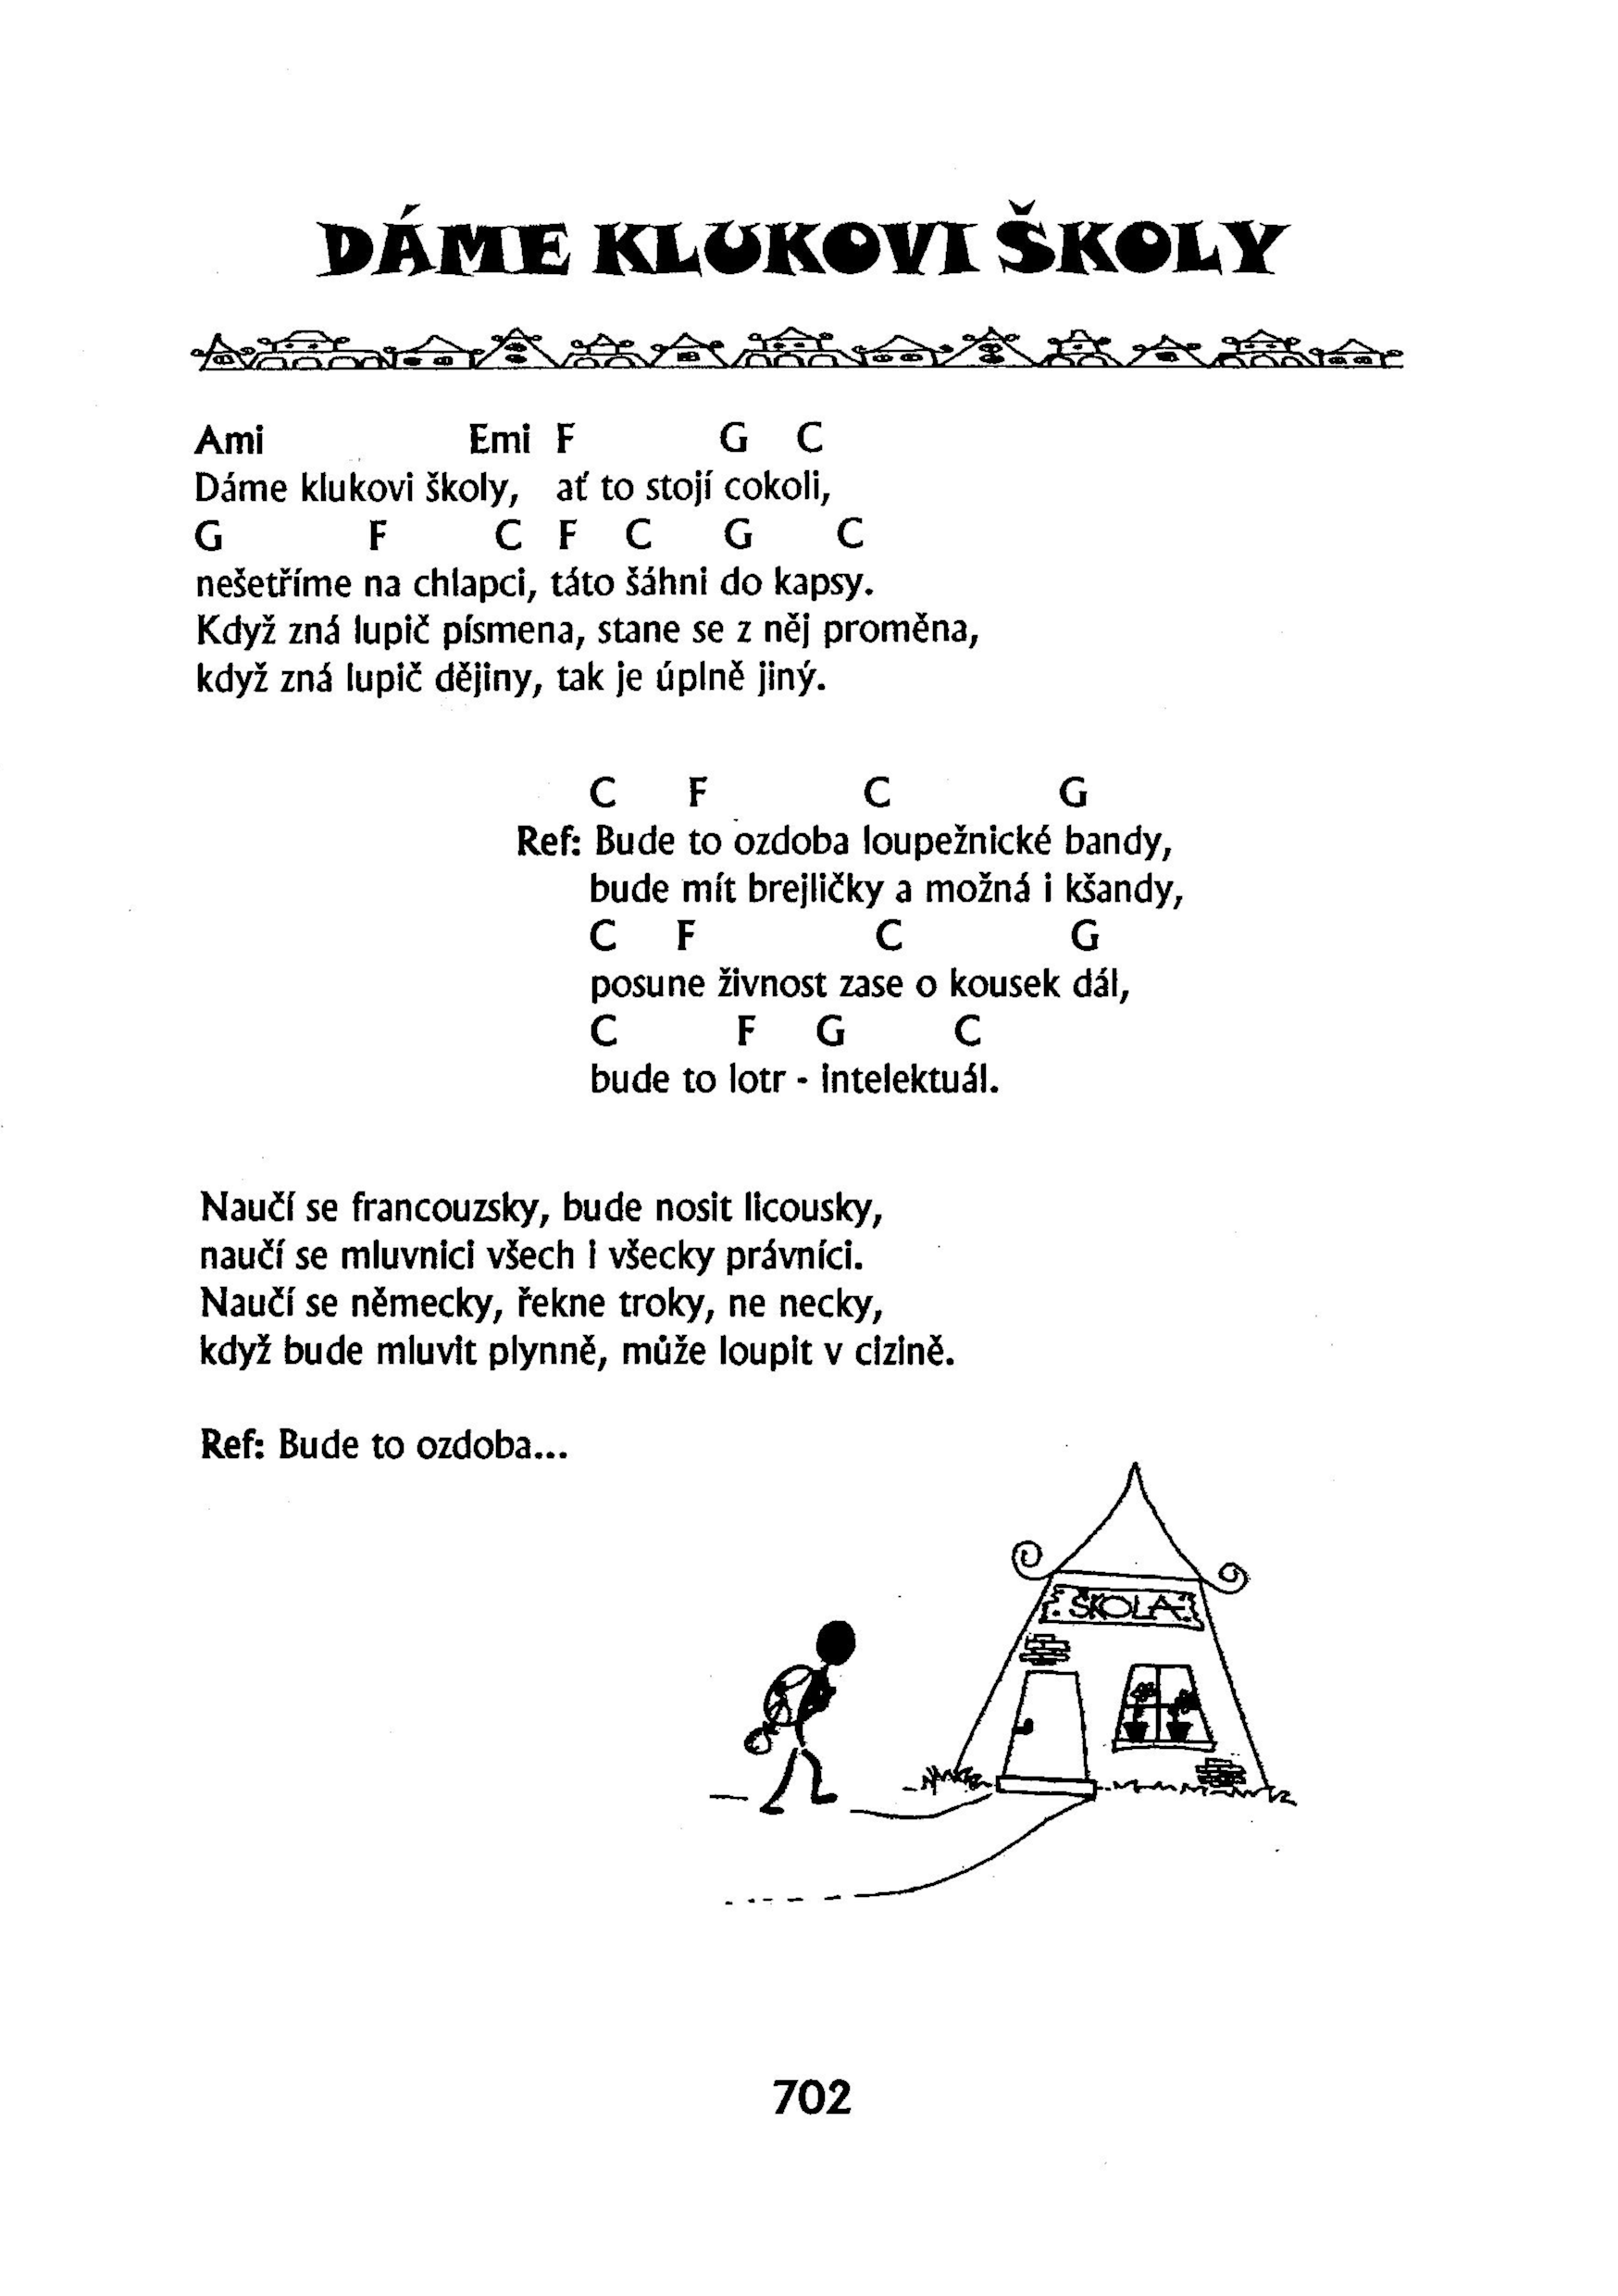 DÁME KLUKOVI ŠKOLY
Ami Emi F G C
Dáme klukovi školy, ať to stojí cokoli,
G F C F C G C
nešetříme na chlapci, táto šáhni do kapsy.
Když zná lupič písmena, stane se z něj proměna,
když zná lupič dějiny, tak je úplně jiný.
C F C G
Ref: Bude to ozdoba loupežnické bandy,
bude mít brejličky a možná i kšandy,
C F C G
posune živnost zase o kousek dál,
C F G C
bude to lotr - intelektuál.
Naučí se francouzsky, bude nosit licousky,
naučí se mluvnici všech i všecky právníci.
Naučí se německy, řekne troky, ne necky,
když bude mluvit plynně, může loupit v cizině.
Ref: Bude to ozdoba...
ŠKOLA
702